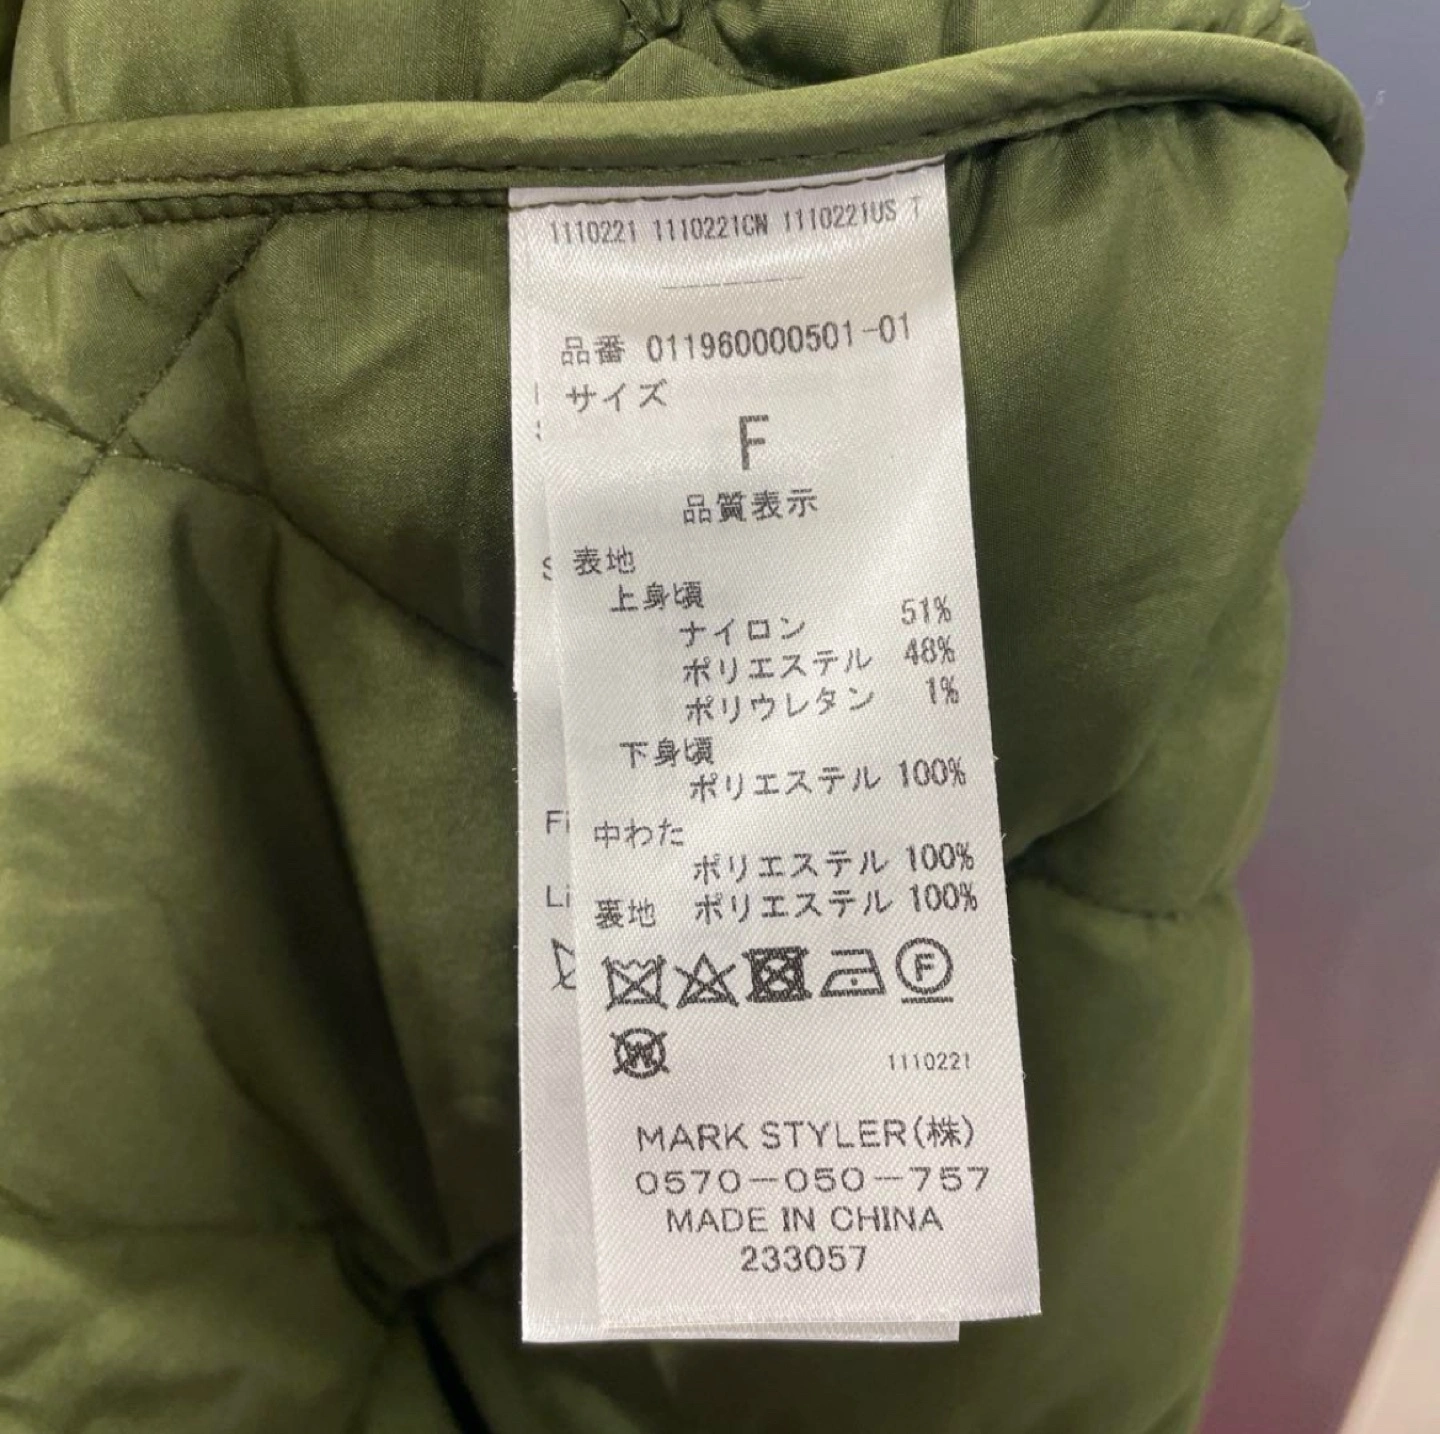 1110221 1110221CN 1110221US T
品番 011960000501-01
サイズ
F
品質表示
表地
上身頃
ナイロン 51%
ポリエステル 48%
ポリウレタン 1%
下身頃
ポリエステル 100%
中わた
ポリエステル 100%
裏地 ポリエステル 100%
F
W
1110221
MARK STYLER(株)
0570-050-757
MADE IN CHINA
233057